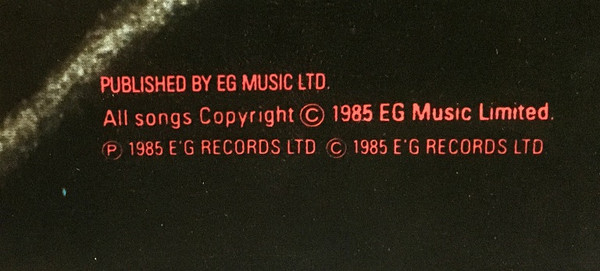 PUBLISHED BY EG MUSIC LTD.
All songs Copyright © 1985 EG Music Limited.
℗ 1985 E'G RECORDS LTD © 1985 E'G RECORDS LTD